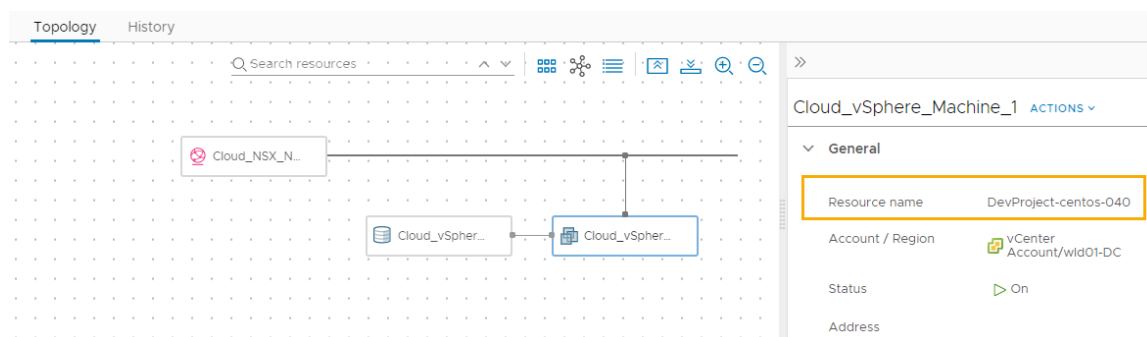 Topology History
Search resources
Cloud_vSphere_Machine_1 ACTIONS
General
Cloud_NSX_N...
Resource name DevProject-centos-040
Cloud_vSpher... Cloud_vSpher...
Account / Region vCenter
Account/wld01-DC
Status On
Address